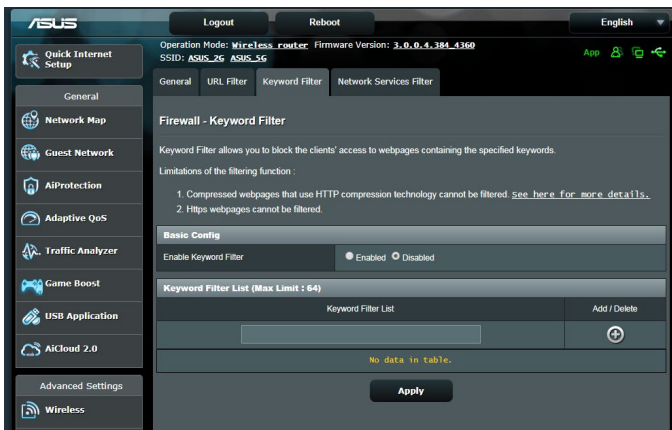 ASUS
Logout
Reboot
English
Operation Mode: Wireless router Firmware Version: 3.0.0.4.384_4360
SSID: ASUS_2G ASUS_5G
App
Quick Internet
Setup
General
URL Filter
Keyword Filter
Network Services Filter
General
Network Map
Guest Network
AiProtection
Adaptive QoS
Traffic Analyzer
Game Boost
USB Application
AiCloud 2.0
Advanced Settings
Wireless
Firewall - Keyword Filter
Keyword Filter allows you to block the clients' access to webpages containing the specified keywords.
Limitations of the filtering function :
1. Compressed webpages that use HTTP compression technology cannot be filtered. See here for more details.
2. Https webpages cannot be filtered.
Basic Config
Enable Keyword Filter
Enabled Disabled
Keyword Filter List (Max Limit : 64)
Keyword Filter List
Add / Delete
No data in table.
Apply